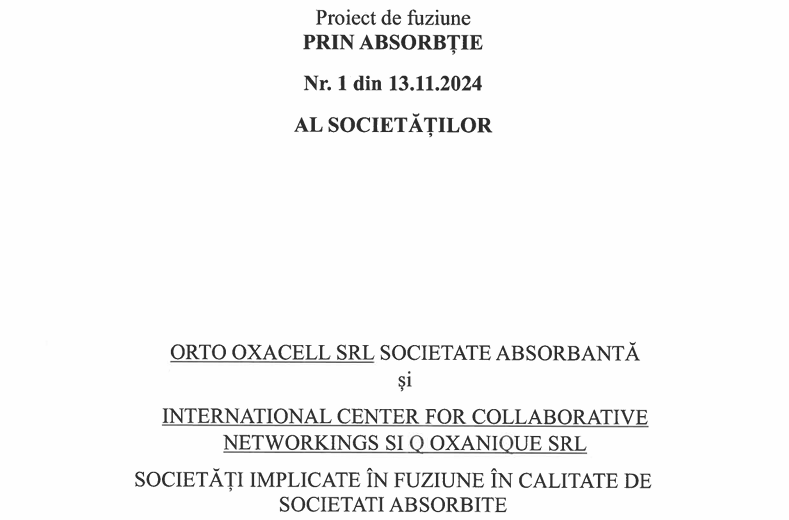 Proiect de fuziune
PRIN ABSORBȚIE
Nr. 1 din 13.11.2024
AL SOCIETĂȚILOR
ORTO OXACELL SRL SOCIETATE ABSORBANTĂ
și
INTERNATIONAL CENTER FOR COLLABORATIVE
NETWORKINGS SI Q OXANIQUE SRL
SOCIETĂȚI IMPLICATE ÎN FUZIUNE ÎN CALITATE DE
SOCIETATI ABSORBITE